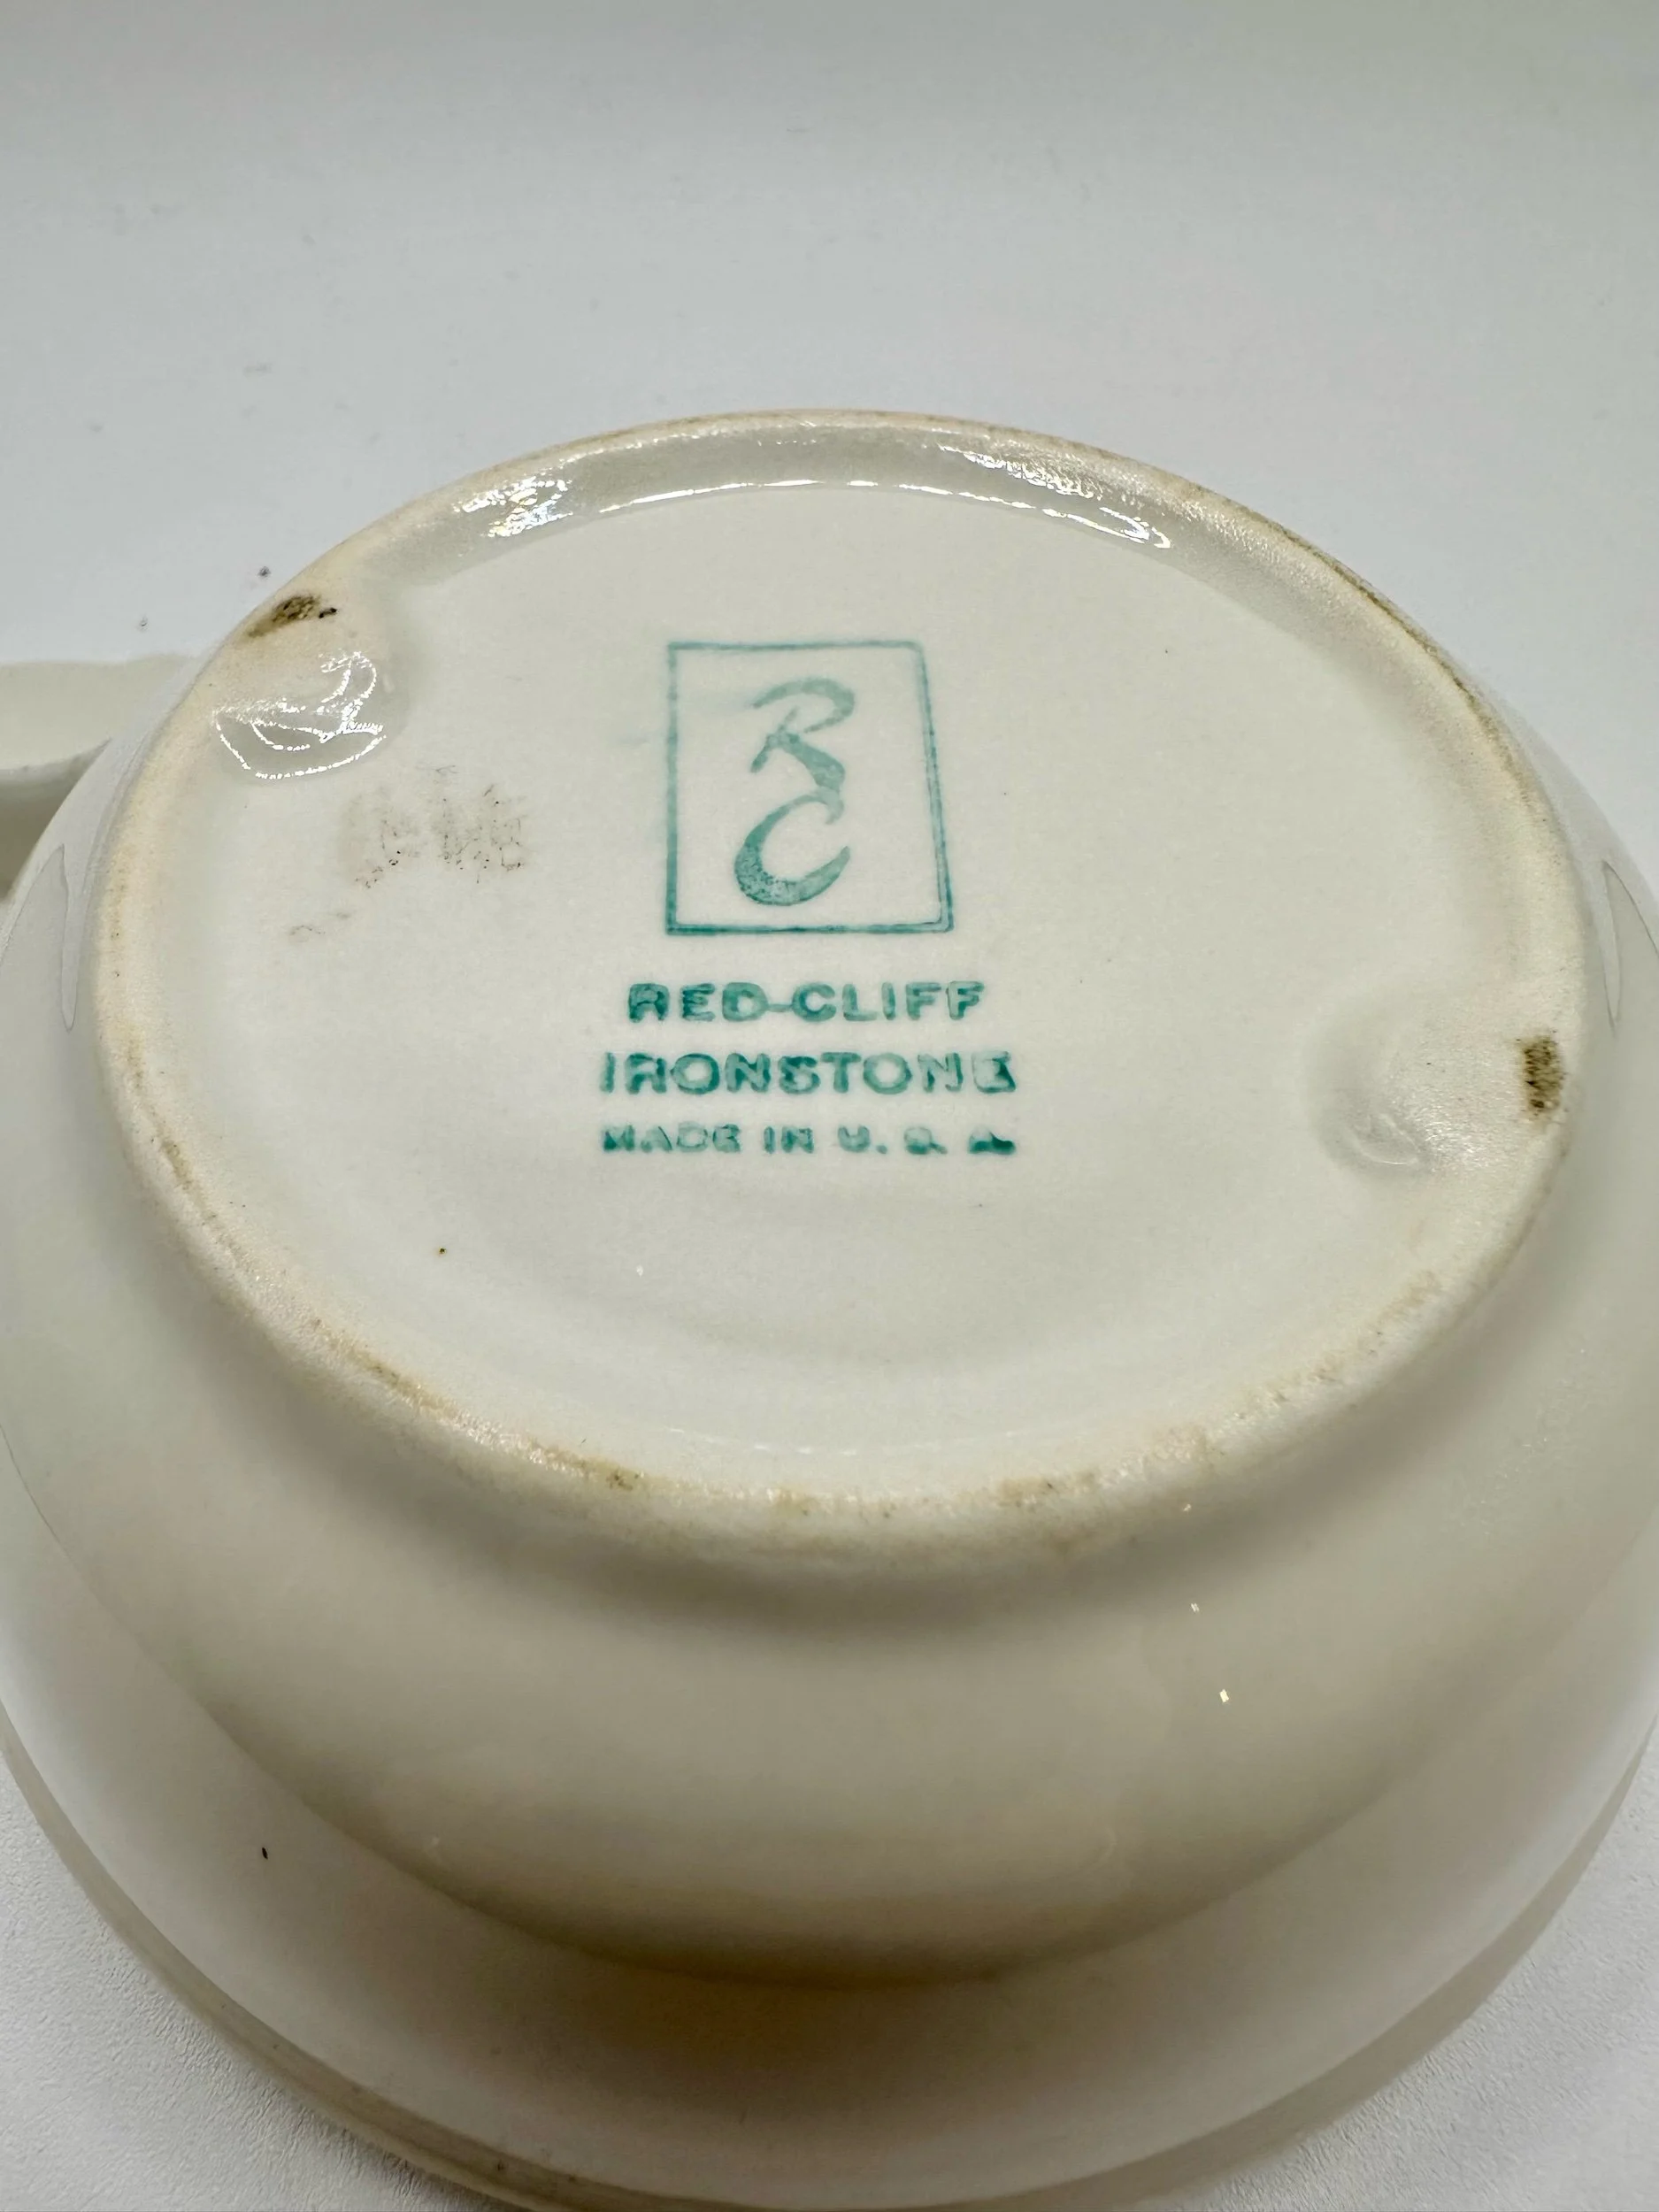 RC
RED-CLIFF
IRONSTONE
MADE IN U. S. A.